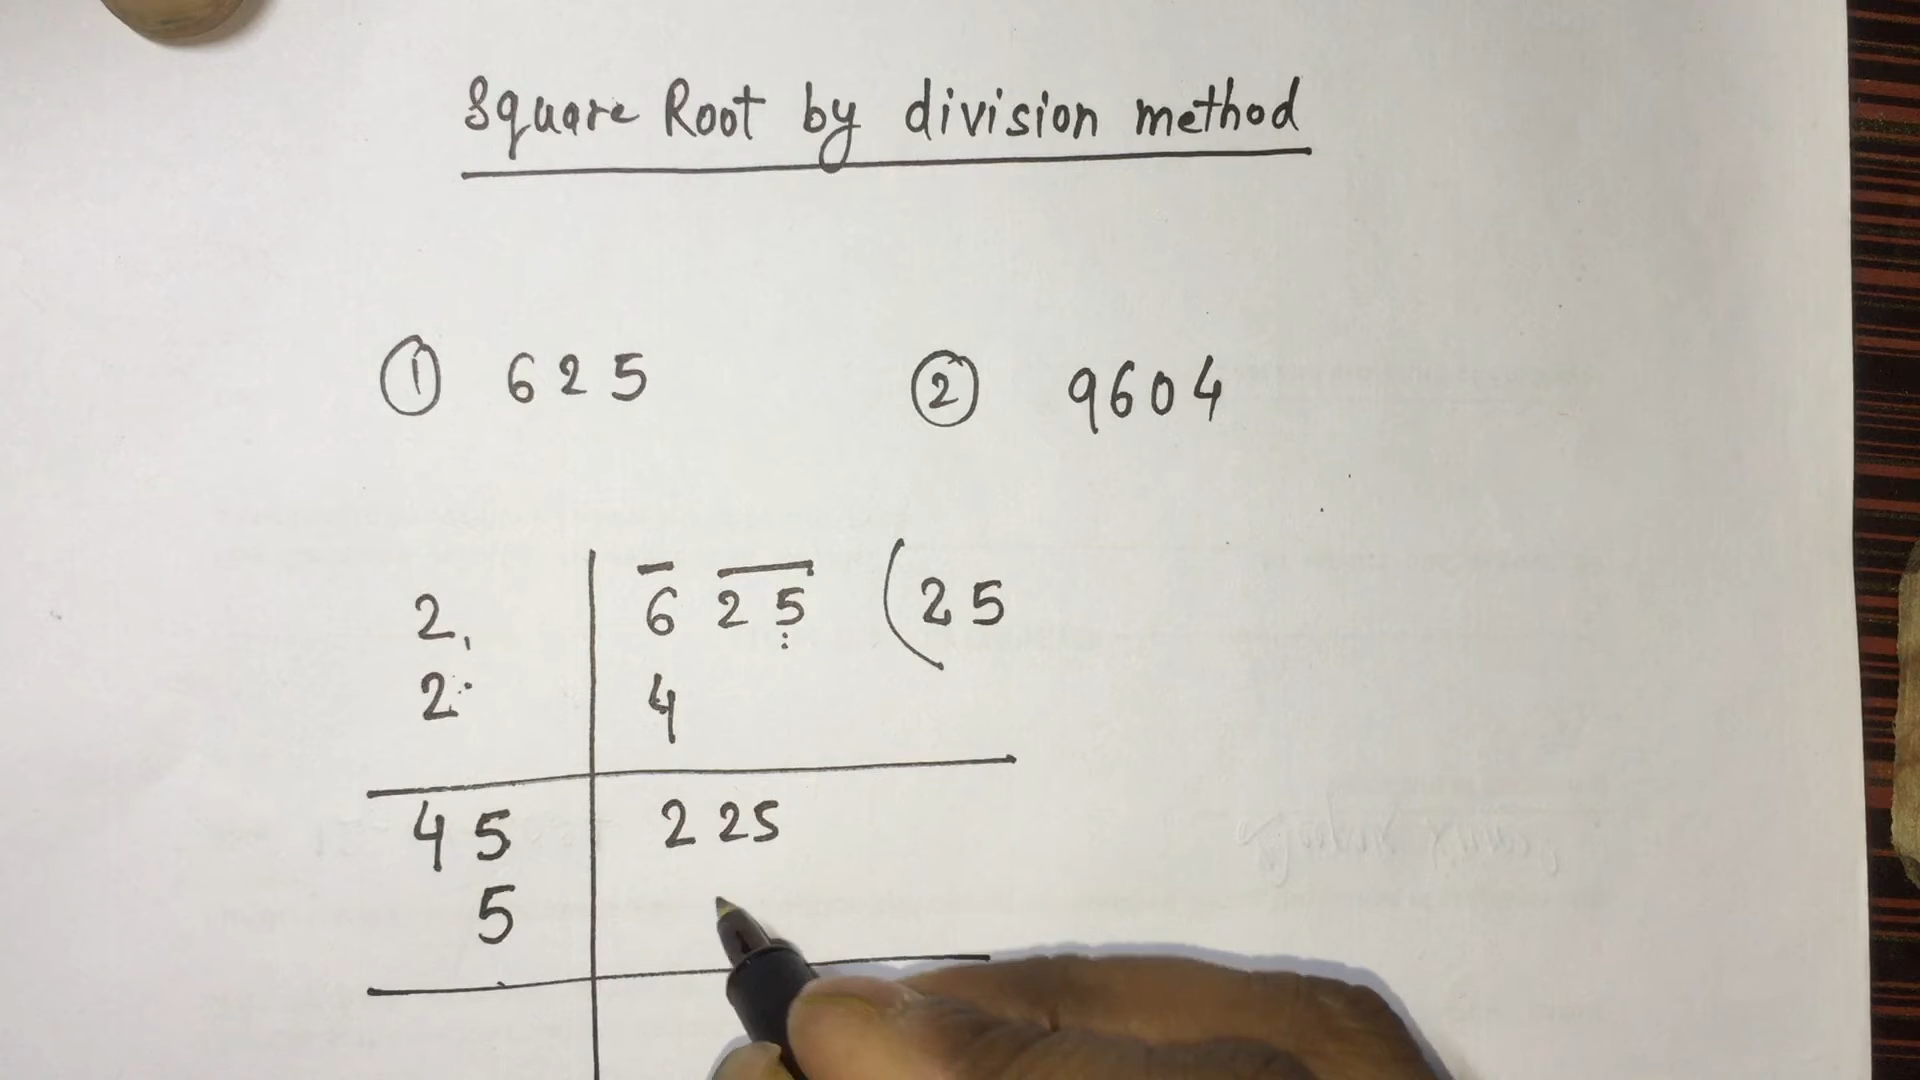 Square Root by division method
① 625 ② 9604
2 6 25 ( 25
2 4
45 225
5